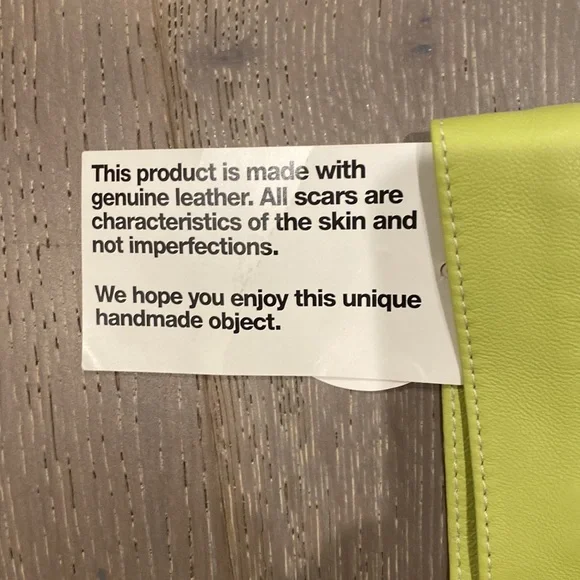 This product is made with
genuine leather. All scars are
characteristics of the skin and
not imperfections.
We hope you enjoy this unique
handmade object.